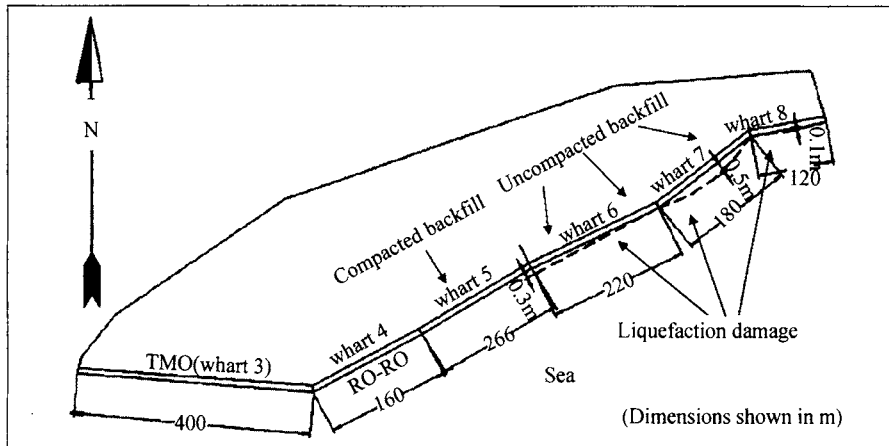 N
whart 8
0.1m
Uncompacted backfill
whart 7
0.5m
120
Compacted backfill
whart 6
180
whart 5
0.3m
220
whart 4
266
Liquefaction damage
TMO(whart 3)
RO-RO
Sea
160
400
(Dimensions shown in m)